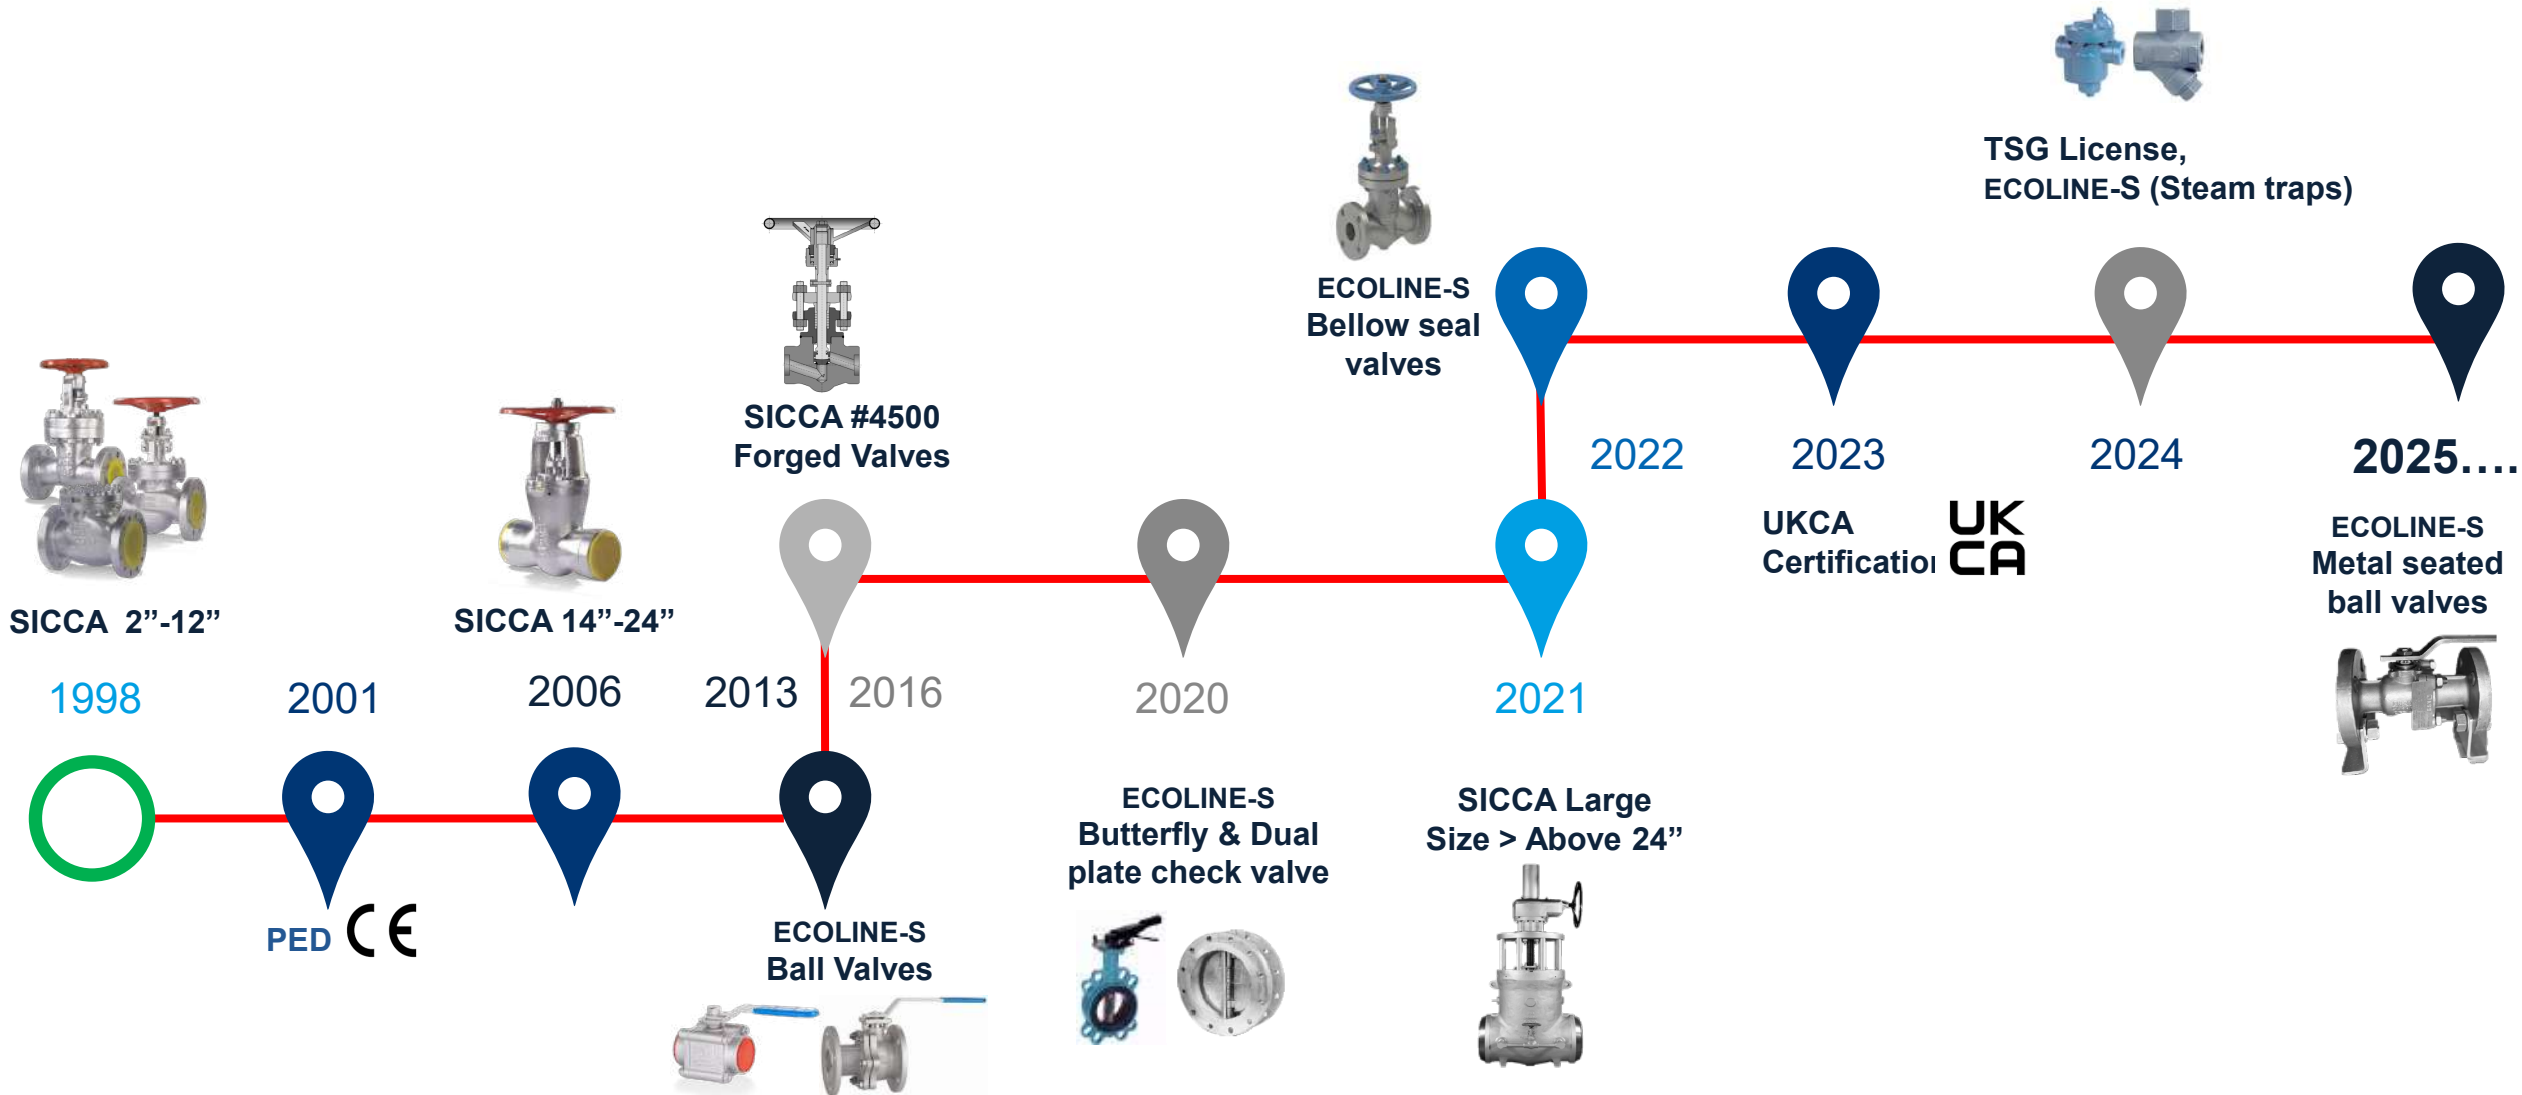 SICCA 2”-12”
1998
2001
PED CE
SICCA 14”-24”
2006
2013
ECOLINE-S
Ball Valves
SICCA #4500
Forged Valves
2016
2020
ECOLINE-S
Butterfly & Dual
plate check valve
2021
SICCA Large
Size > Above 24”
ECOLINE-S
Bellow seal
valves
2022
2023
UKCA
Certification
UK
CA
TSG License,
ECOLINE-S (Steam traps)
2024
2025....
ECOLINE-S
Metal seated
ball valves